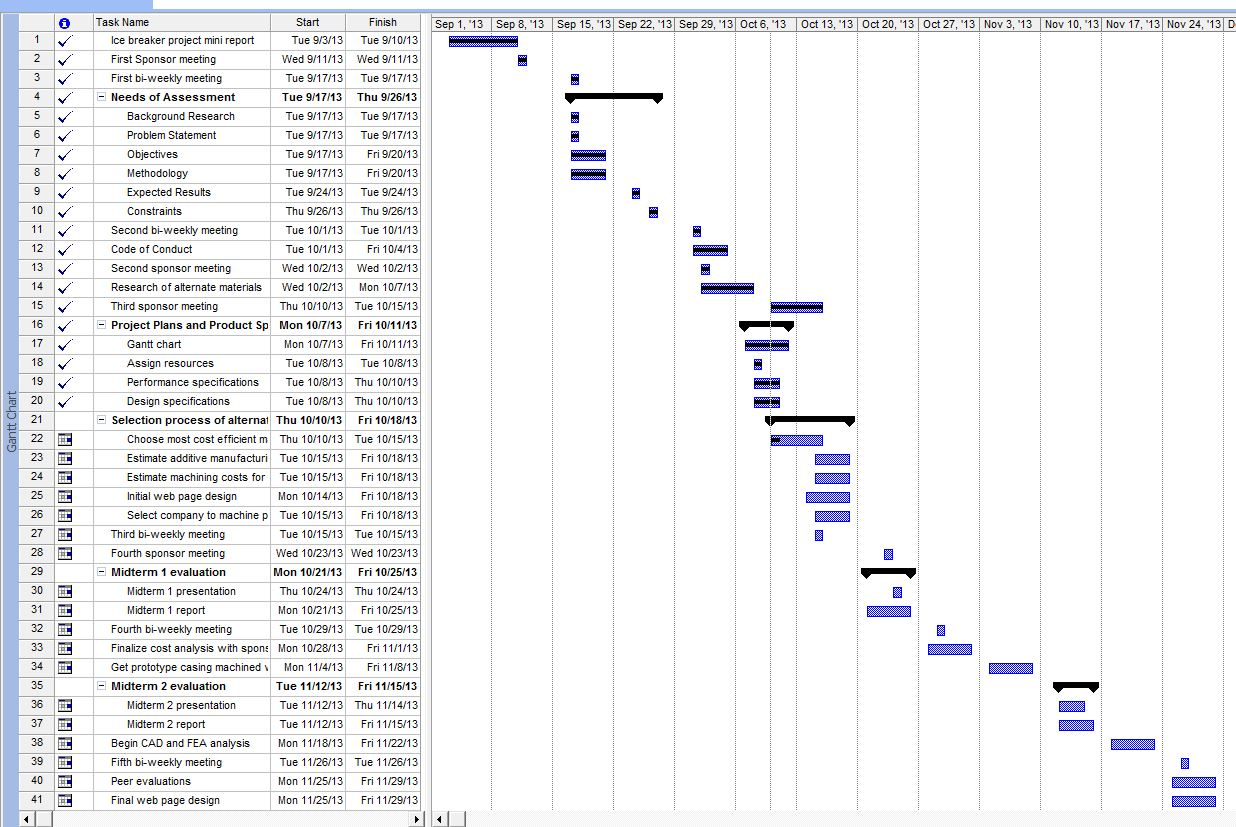 Task Name Start Finish Sep 1, '13 Sep 8, '13 Sep 15, '13 Sep 22, '13 Sep 29, '13 Oct 6, '13 Oct 13, '13 Oct 20, '13 Oct 27, '13 Nov 3, '13 Nov 10, '13 Nov 17, '13 Nov 24, '13 D
1 Ice breaker project mini report Tue 9/3/13 Tue 9/10/13
2 First Sponsor meeting Wed 9/11/13 Wed 9/11/13
3 First bi-weekly meeting Tue 9/17/13 Tue 9/17/13
4 Needs of Assessment Tue 9/17/13 Thu 9/26/13
5 Background Research Tue 9/17/13 Tue 9/17/13
6 Problem Statement Tue 9/17/13 Tue 9/17/13
7 Objectives Tue 9/17/13 Fri 9/20/13
8 Methodology Tue 9/17/13 Fri 9/20/13
9 Expected Results Tue 9/24/13 Tue 9/24/13
10 Constraints Thu 9/26/13 Thu 9/26/13
11 Second bi-weekly meeting Tue 10/1/13 Tue 10/1/13
12 Code of Conduct Tue 10/1/13 Fri 10/4/13
13 Second sponsor meeting Wed 10/2/13 Wed 10/2/13
14 Research of alternate materials Wed 10/2/13 Mon 10/7/13
15 Third sponsor meeting Thu 10/10/13 Tue 10/15/13
16 Project Plans and Product Sp Mon 10/7/13 Fri 10/11/13
17 Gantt chart Mon 10/7/13 Fri 10/11/13
18 Assign resources Tue 10/8/13 Tue 10/8/13
19 Performance specifications Tue 10/8/13 Thu 10/10/13
20 Design specifications Tue 10/8/13 Thu 10/10/13
21 Selection process of alternat Thu 10/10/13 Fri 10/18/13
22 Choose most cost efficient m Thu 10/10/13 Tue 10/15/13
23 Estimate additive manufacturi Tue 10/15/13 Fri 10/18/13
24 Estimate machining costs for Tue 10/15/13 Fri 10/18/13
25 Initial web page design Mon 10/14/13 Fri 10/18/13
26 Select company to machine p Tue 10/15/13 Fri 10/18/13
27 Third bi-weekly meeting Tue 10/15/13 Tue 10/15/13
28 Fourth sponsor meeting Wed 10/23/13 Wed 10/23/13
29 Midterm 1 evaluation Mon 10/21/13 Fri 10/25/13
30 Midterm 1 presentation Thu 10/24/13 Thu 10/24/13
31 Midterm 1 report Mon 10/21/13 Fri 10/25/13
32 Fourth bi-weekly meeting Tue 10/29/13 Tue 10/29/13
33 Finalize cost analysis with spons Mon 10/28/13 Fri 11/1/13
34 Get prototype casing machined v Mon 11/4/13 Fri 11/8/13
35 Midterm 2 evaluation Tue 11/12/13 Fri 11/15/13
36 Midterm 2 presentation Tue 11/12/13 Thu 11/14/13
37 Midterm 2 report Tue 11/12/13 Fri 11/15/13
38 Begin CAD and FEA analysis Mon 11/18/13 Fri 11/22/13
39 Fifth bi-weekly meeting Tue 11/26/13 Tue 11/26/13
40 Peer evaluations Mon 11/25/13 Fri 11/29/13
41 Final web page design Mon 11/25/13 Fri 11/29/13
Gantt Chart